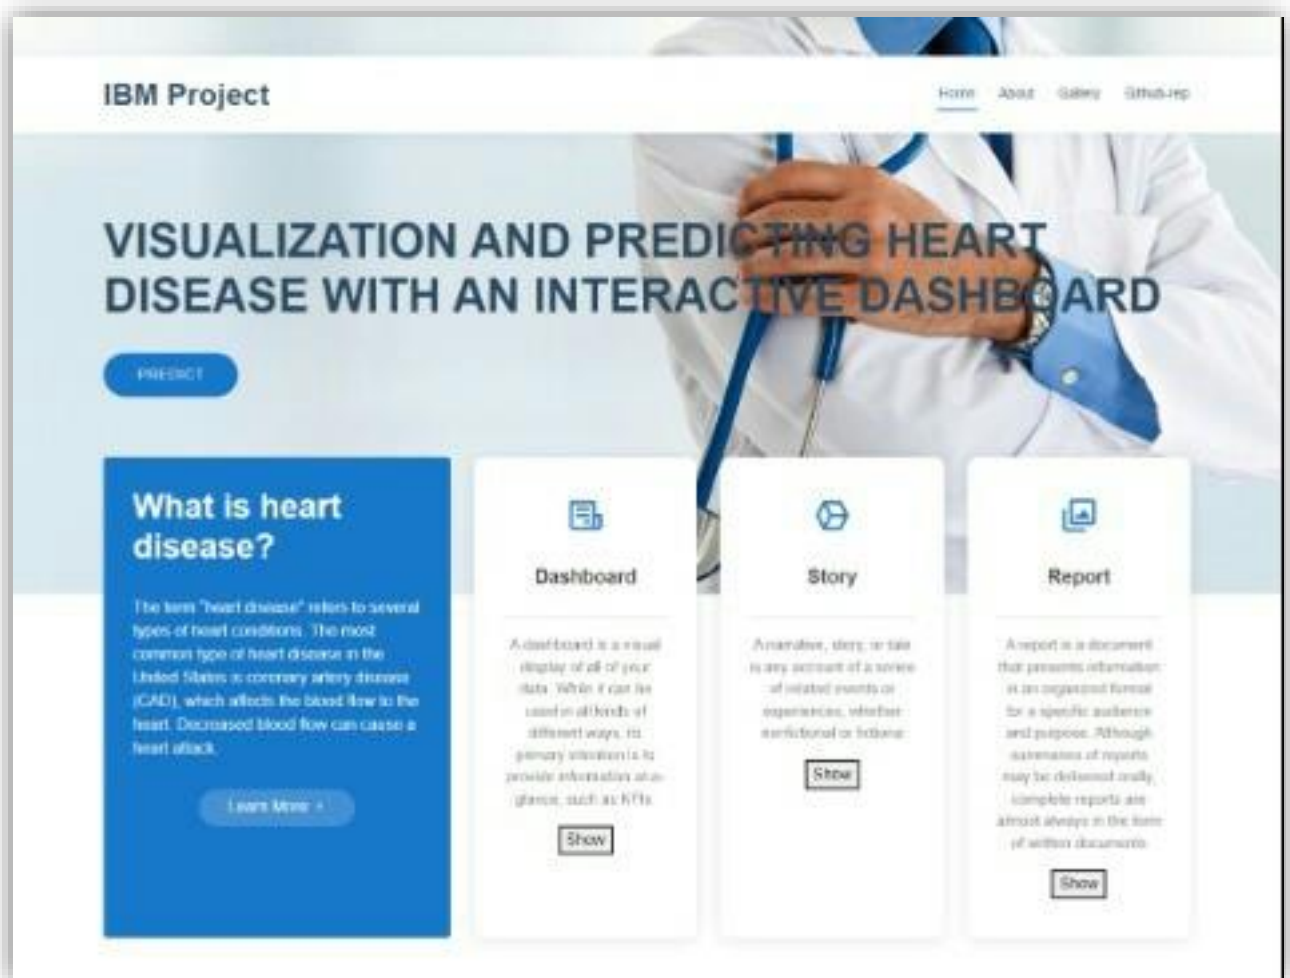 IBM Project
Home About Gallery Github-rep
VISUALIZATION AND PREDICTING HEART
DISEASE WITH AN INTERACTIVE DASHBOARD
PREDICT
What is heart
disease?
The term "heart disease" refers to several
types of heart conditions. The most
common type of heart disease in the
United States is coronary artery disease
(CAD), which affects the blood flow to the
heart. Decreased blood flow can cause a
heart attack.
Learn More
Dashboard
A dashboard is a visual
display of all of your
data. While it can be
used in all kinds of
different ways, its
primary intention is to
provide information at-a-
glance, such as KPIs.
Show
Story
A narrative, story, or tale
is any account of a series
of related events or
experiences, whether
nonfictional or fictional
Show
Report
A report is a document
that presents information
in an organized format
for a specific audience
and purpose. Although
summaries of reports
may be delivered orally,
complete reports are
almost always in the form
of written documents.
Show